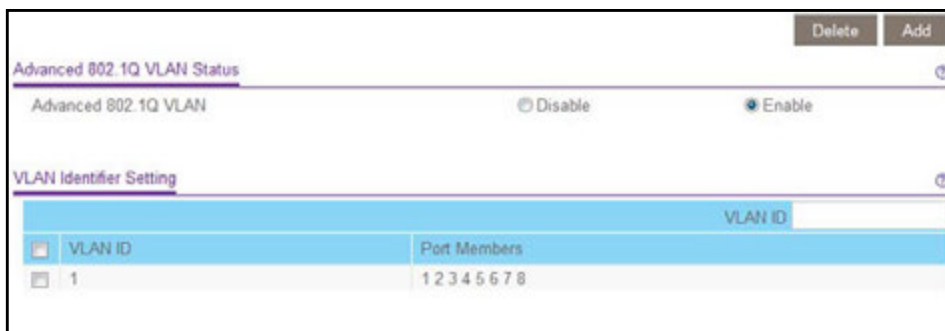 Delete Add
Advanced 802.1Q VLAN Status
Advanced 802.1Q VLAN Disable Enable
VLAN Identifier Setting
VLAN ID
VLAN ID Port Members
1 1 2 3 4 5 6 7 8